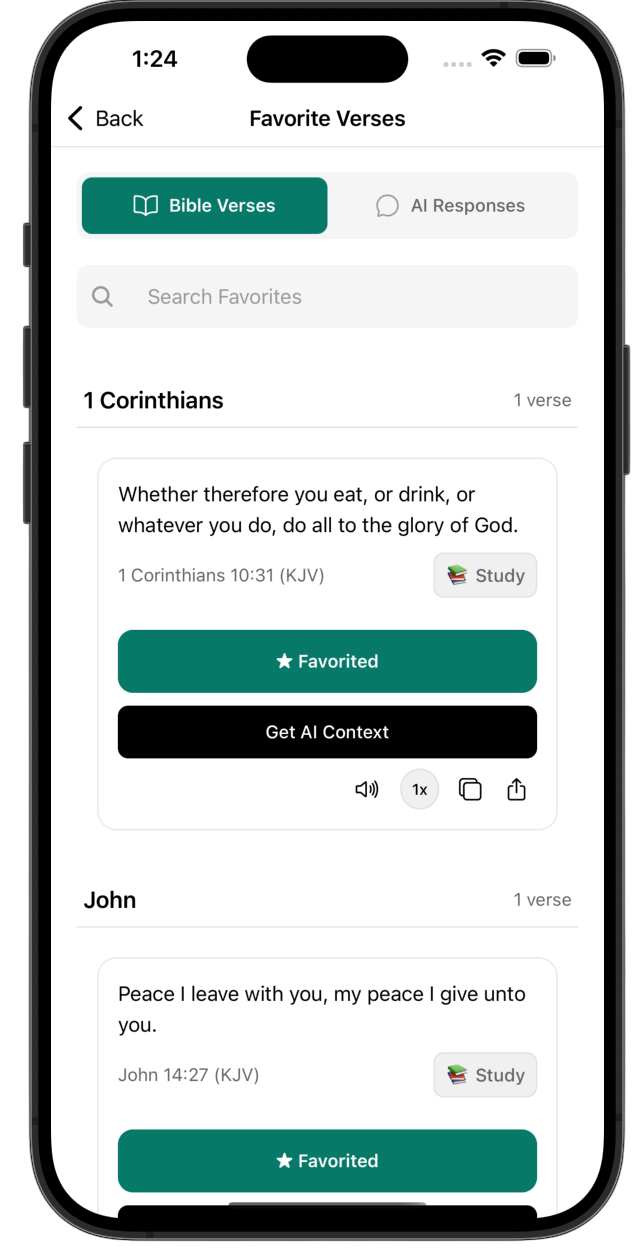 1:24
Back
Favorite Verses
Bible Verses
AI Responses
Search Favorites
1 Corinthians
1 verse
Whether therefore you eat, or drink, or
whatever you do, do all to the glory of God.
1 Corinthians 10:31 (KJV)
Study
Favorited
Get AI Context
1x
John
1 verse
Peace I leave with you, my peace I give unto
you.
John 14:27 (KJV)
Study
Favorited